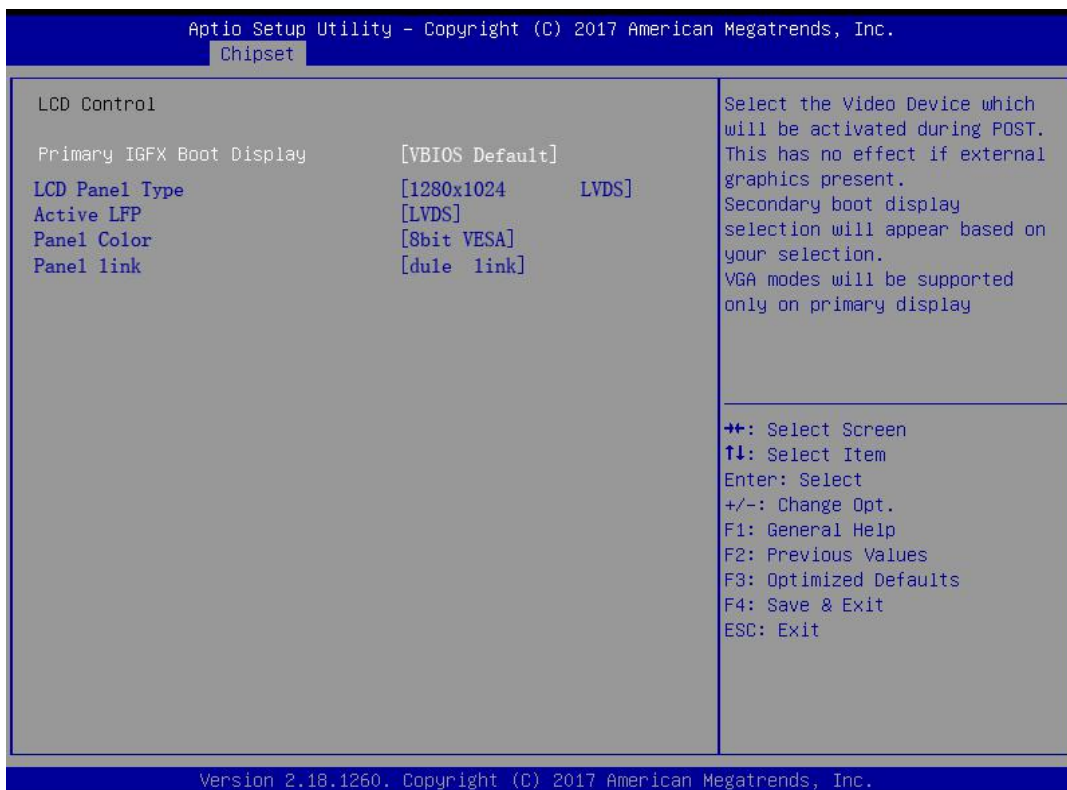 Aptio Setup Utility – Copyright (C) 2017 American Megatrends, Inc.
Chipset
LCD Control
Primary IGFX Boot Display [VBIOS Default]
LCD Panel Type [1280x1024 LVDS]
Active LFP [LVDS]
Panel Color [8bit VESA]
Panel link [dule link]
Select the Video Device which
will be activated during POST.
This has no effect if external
graphics present.
Secondary boot display
selection will appear based on
your selection.
VGA modes will be supported
only on primary display
→←: Select Screen
↑↓: Select Item
Enter: Select
+/-: Change Opt.
F1: General Help
F2: Previous Values
F3: Optimized Defaults
F4: Save & Exit
ESC: Exit
Version 2.18.1260. Copyright (C) 2017 American Megatrends, Inc.